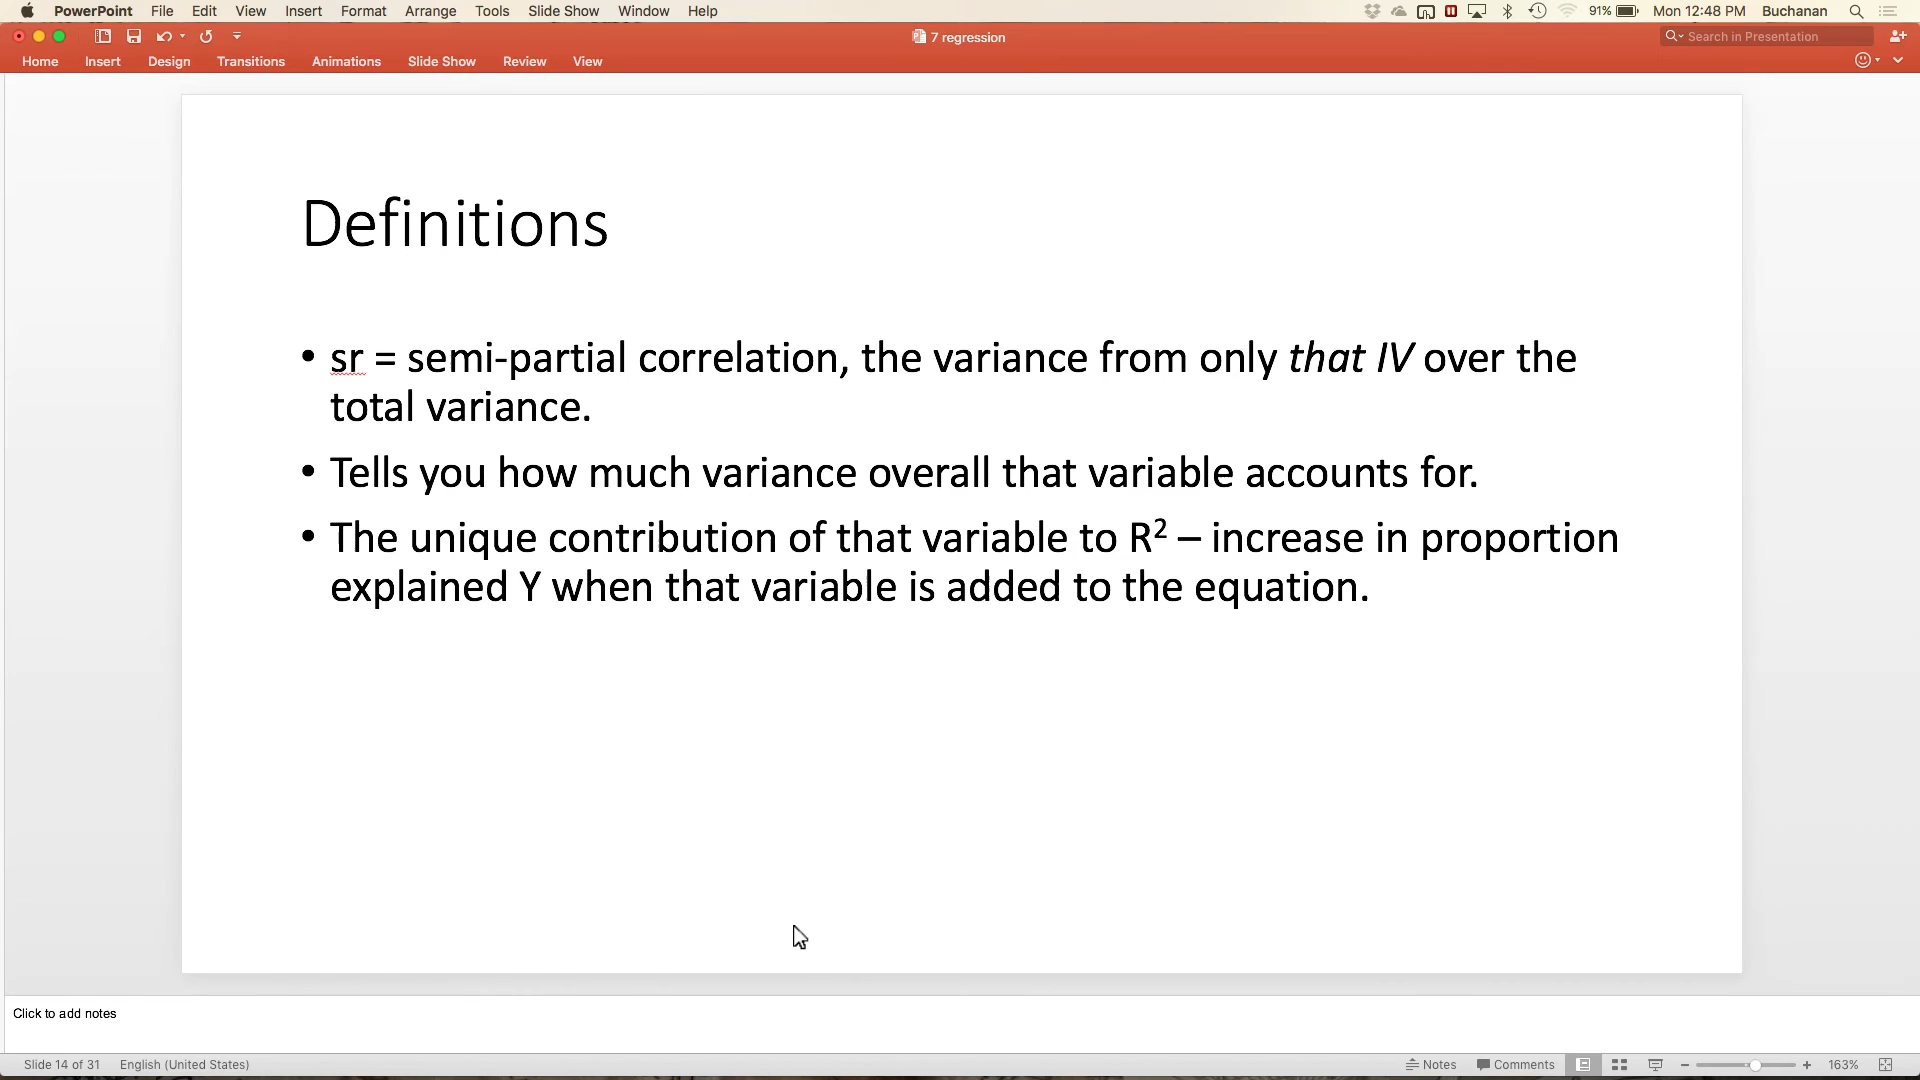 PowerPoint File Edit View Insert Format Arrange Tools Slide Show Window Help 91% Mon 12:48 PM Buchanan
7 regression Search in Presentation
Home Insert Design Transitions Animations Slide Show Review View
Definitions
• sr = semi-partial correlation, the variance from only that IV over the
total variance.
• Tells you how much variance overall that variable accounts for.
• The unique contribution of that variable to R² – increase in proportion
explained Y when that variable is added to the equation.
Click to add notes
Slide 14 of 31 English (United States) Notes Comments 163%